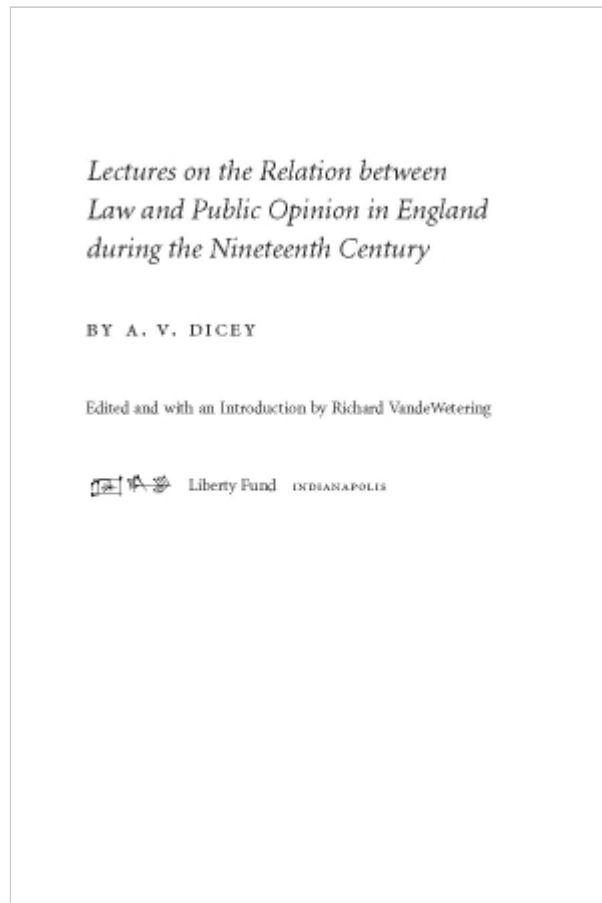 Lectures on the Relation between
Law and Public Opinion in England
during the Nineteenth Century
BY A. V. DICEY
Edited and with an Introduction by Richard VandeWetering
Liberty Fund INDIANAPOLIS